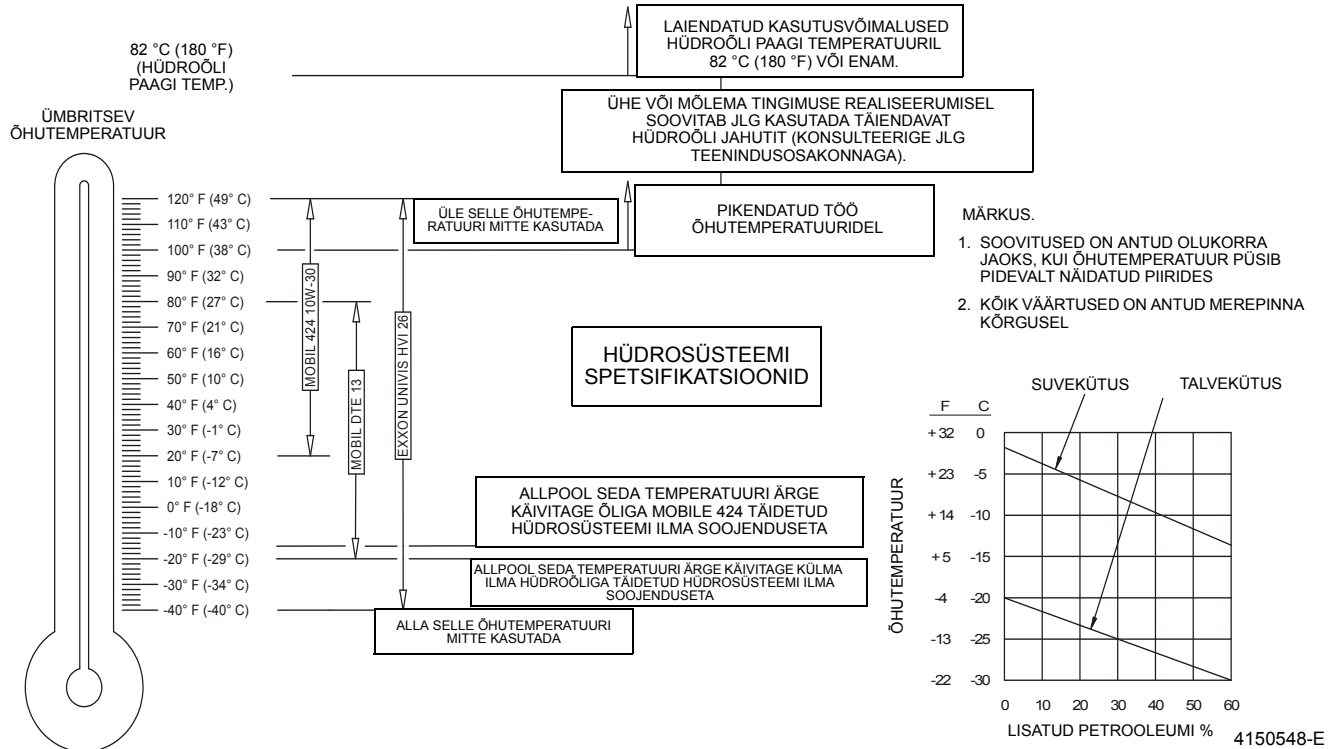 82 °C (180 °F)
(HÜDROÕLI
PAAGI TEMP.)
LAIENDATUD KASUTUSVÕIMALUSED
HÜDROÕLI PAAGI TEMPERATUURIL
82 °C (180 °F) VÕI ENAM.
ÜHE VÕI MÕLEMA TINGIMUSE REALISEERUMISEL
SOOVITAB JLG KASUTADA TÄIENDAVAT
HÜDROÕLI JAHUTIT (KONSULTEERIGE JLG
TEENINDUSOSAKONNAGA).
ÜMBRITSEV
ÕHUTEMPERATUUR
120° F (49° C)
110° F (43° C)
100° F (38° C)
90° F (32° C)
80° F (27° C)
70° F (21° C)
60° F (16° C)
50° F (10° C)
40° F (4° C)
30° F (-1° C)
20° F (-7° C)
10° F (-12° C)
0° F (-18° C)
-10° F (-23° C)
-20° F (-29° C)
-30° F (-34° C)
-40° F (-40° C)
MOBIL 424 10W-30
MOBIL DTE 13
EXXON UNIVIS HVI 26
ÜLE SELLE ÕHUTEMPE-
RATUURI MITTE KASUTADA
PIKENDATUD TÖÖ
ÕHUTEMPERATUURIDEL
HÜDROSÜSTEEMI
SPETSIFIKATSIOONID
ALLPOOL SEDA TEMPERATUURI ÄRGE
KÄIVITAGE ÕLIGA MOBILE 424 TÄIDETUD
HÜDROSÜSTEEMI ILMA SOOJENDUSETA
ALLPOOL SEDA TEMPERATUURI ÄRGE KÄIVITAGE KÜLMA
ILMA HÜDROÕLIGA TÄIDETUD HÜDROSÜSTEEMI ILMA
SOOJENDUSETA
ALLA SELLE ÕHUTEMPERATUURI
MITTE KASUTADA
MÄRKUS.
1. SOOVITUSED ON ANTUD OLUKORRA
JAOKS, KUI ÕHUTEMPERATUUR PÜSIB
PIDEVALT NÄIDATUD PIIRIDES
2. KÕIK VÄÄRTUSED ON ANTUD MEREPINNA
KÕRGUSEL
SUVEKÜTUS TALVEKÜTUS
F C
+32 0
+23 -5
+14 -10
+5 -15
-4 -20
-13 -25
-22 -30
ÕHUTEMPERATUUR
0 10 20 30 40 50 60
LISATUD PETROOLEUMI %
4150548-E